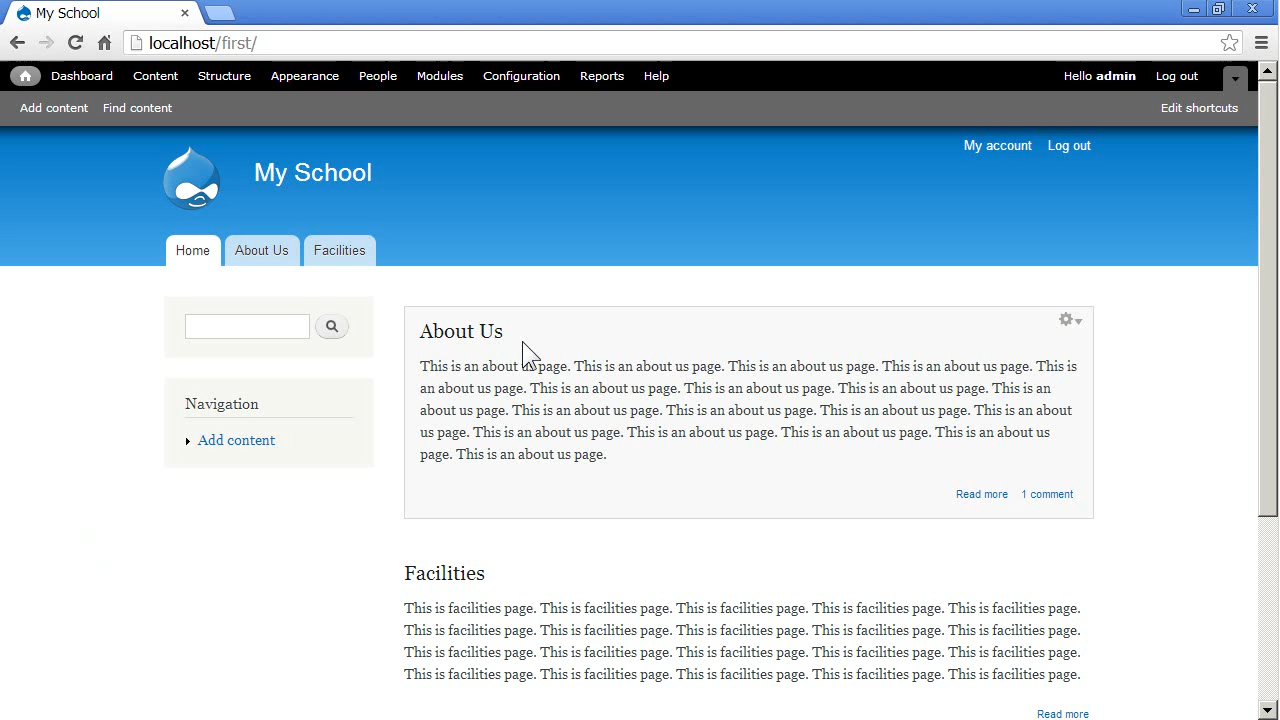 My School
localhost/first/
Dashboard Content Structure Appearance People Modules Configuration Reports Help Hello admin Log out
Add content Find content Edit shortcuts
My account Log out
My School
Home About Us Facilities
About Us
This is an about us page. This is an about us page. This is an about us page. This is an about us page. This is
an about us page. This is an about us page. This is an about us page. This is an about us page. This is an
about us page. This is an about us page. This is an about us page. This is an about us page. This is an about
us page. This is an about us page. This is an about us page. This is an about us page. This is an about us
page. This is an about us page.
Read more 1 comment
Navigation
Add content
Facilities
This is facilities page. This is facilities page. This is facilities page. This is facilities page. This is facilities page.
This is facilities page. This is facilities page. This is facilities page. This is facilities page. This is facilities page.
This is facilities page. This is facilities page. This is facilities page. This is facilities page. This is facilities page.
This is facilities page. This is facilities page. This is facilities page. This is facilities page. This is facilities page.
Read more